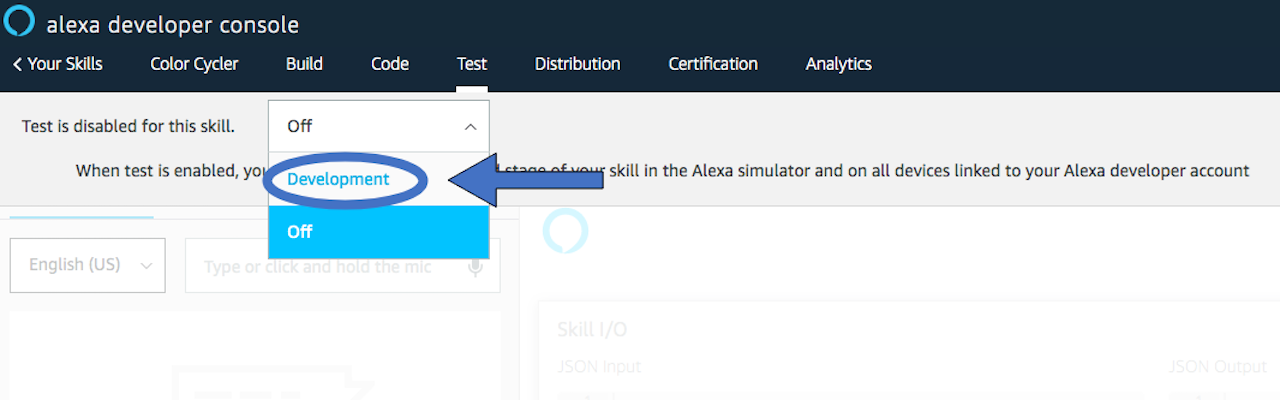 alexa developer console
< Your Skills Color Cycler Build Code Test Distribution Certification Analytics
Test is disabled for this skill. Off
When test is enabled, you stage of your skill in the Alexa simulator and on all devices linked to your Alexa developer account
Development
Off
English (US) Type or click and hold the mic
Skill I/O
JSON Input JSON Output